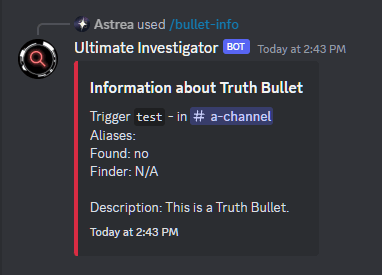 Astrea used /bullet-info
Ultimate Investigator BOT Today at 2:43 PM
Information about Truth Bullet
Trigger test - in # a-channel
Aliases:
Found: no
Finder: N/A
Description: This is a Truth Bullet.
Today at 2:43 PM